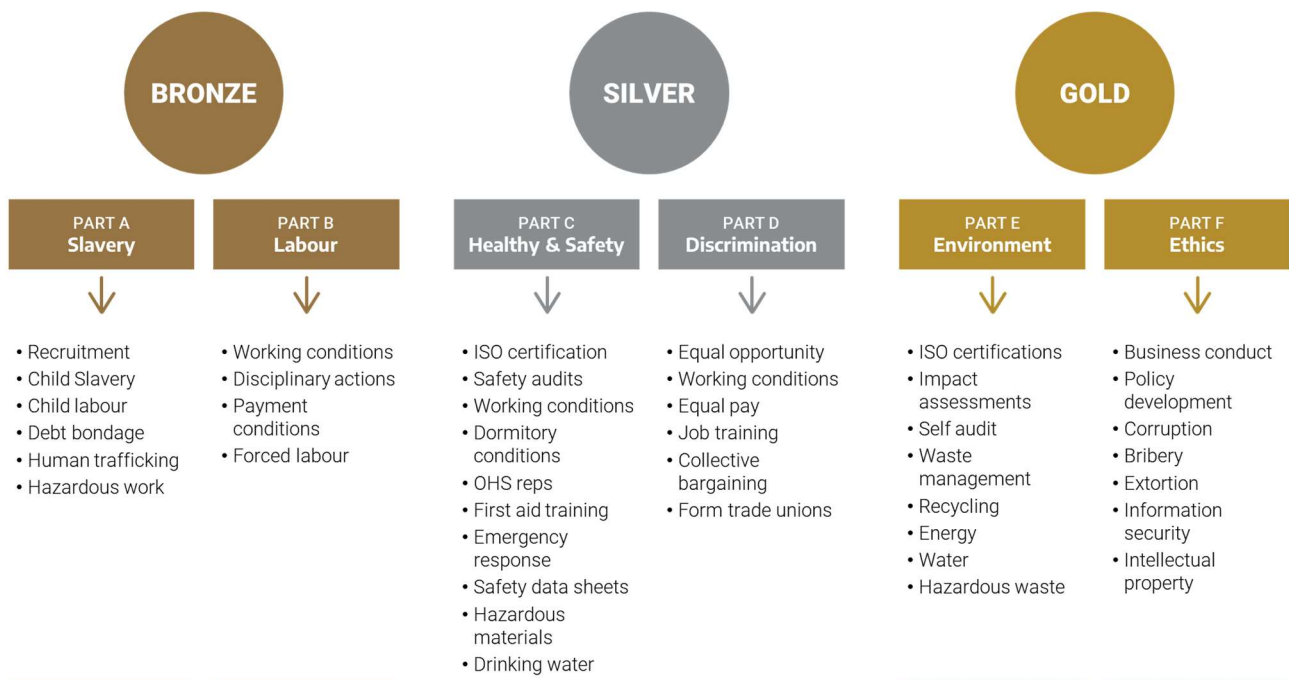 BRONZE
PART A
Slavery
PART B
Labour
• Recruitment
• Child Slavery
• Child labour
• Debt bondage
• Human trafficking
• Hazardous work
• Working conditions
• Disciplinary actions
• Payment
conditions
• Forced labour
SILVER
PART C
Healthy & Safety
PART D
Discrimination
• ISO certification
• Safety audits
• Working conditions
• Dormitory
conditions
• OHS reps
• First aid training
• Emergency
response
• Safety data sheets
• Hazardous
materials
• Drinking water
• Equal opportunity
• Working conditions
• Equal pay
• Job training
• Collective
bargaining
• Form trade unions
GOLD
PART E
Environment
PART F
Ethics
• ISO certifications
• Impact
assessments
• Self audit
• Waste
management
• Recycling
• Energy
• Water
• Hazardous waste
• Business conduct
• Policy
development
• Corruption
• Bribery
• Extortion
• Information
security
• Intellectual
property